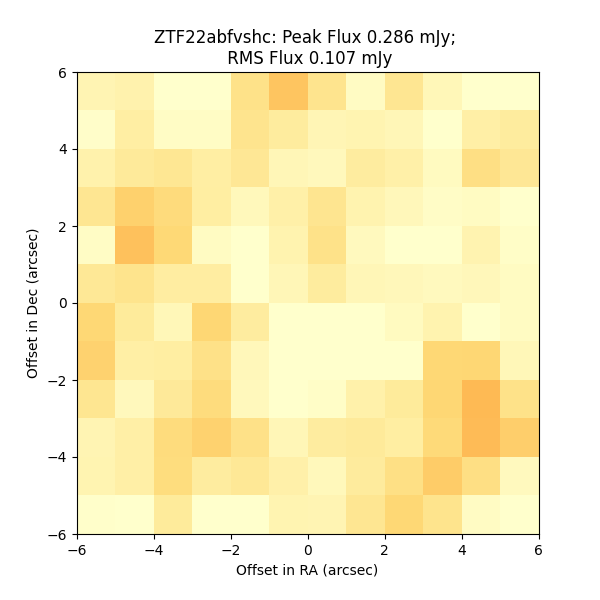 ZTF22abfvshc: Peak Flux 0.286 mJy;
RMS Flux 0.107 mJy
6
4
2
0
−2
−4
−6
Offset in Dec (arcsec)
−6 −4 −2 0 2 4 6
Offset in RA (arcsec)